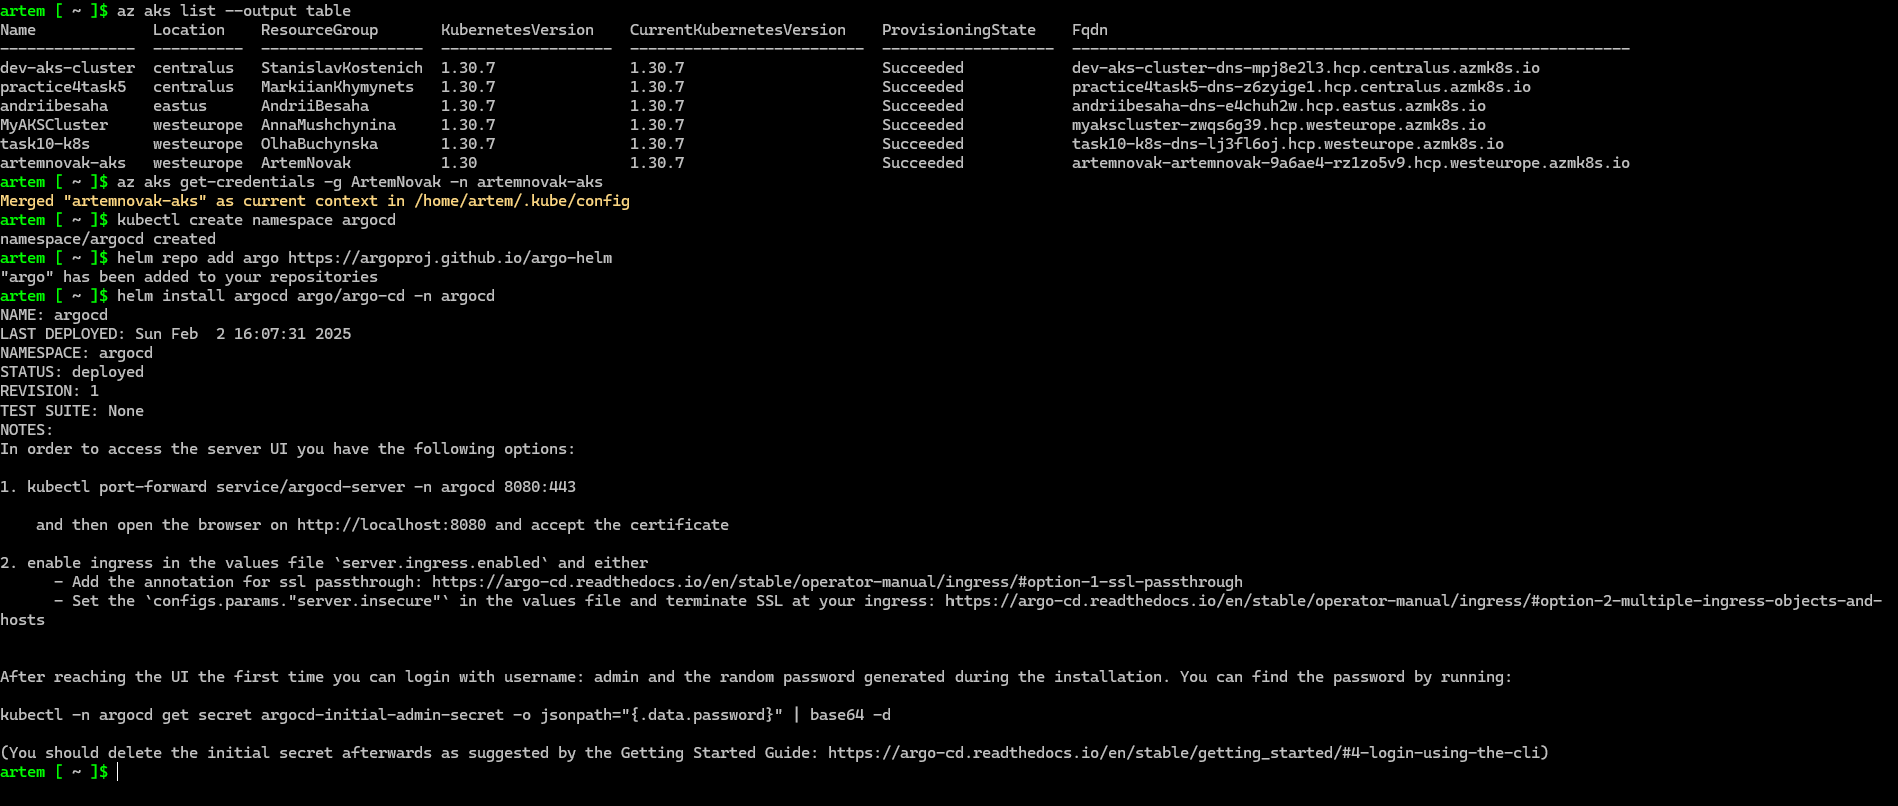 artem [ ~ ]$ az aks list --output table
Name             Location    ResourceGroup       KubernetesVersion    CurrentKubernetesVersion    ProvisioningState    Fqdn
---------------  ----------  ------------------  -------------------  --------------------------  -------------------  --------------------------------------------------------------
dev-aks-cluster  centralus   StanislavKostenich  1.30.7               1.30.7                      Succeeded            dev-aks-cluster-dns-mpj8e2l3.hcp.centralus.azmk8s.io
practice4task5   centralus   MarkiianKhymynets   1.30.7               1.30.7                      Succeeded            practice4task5-dns-z6zyige1.hcp.centralus.azmk8s.io
andriibesaha     eastus      AndriiBesaha        1.30.7               1.30.7                      Succeeded            andriibesaha-dns-e4chuh2w.hcp.eastus.azmk8s.io
MyAKSCluster     westeurope  AnnaMushchynina     1.30.7               1.30.7                      Succeeded            myakscluster-zwqs6g39.hcp.westeurope.azmk8s.io
task10-k8s       westeurope  OlhaBuchynska       1.30.7               1.30.7                      Succeeded            task10-k8s-dns-lj3fl6oj.hcp.westeurope.azmk8s.io
artemnovak-aks   westeurope  ArtemNovak          1.30                 1.30.7                      Succeeded            artemnovak-artemnovak-9a6ae4-rz1zo5v9.hcp.westeurope.azmk8s.io
artem [ ~ ]$ az aks get-credentials -g ArtemNovak -n artemnovak-aks
Merged "artemnovak-aks" as current context in /home/artem/.kube/config
artem [ ~ ]$ kubectl create namespace argocd
namespace/argocd created
artem [ ~ ]$ helm repo add argo https://argoproj.github.io/argo-helm
"argo" has been added to your repositories
artem [ ~ ]$ helm install argocd argo/argo-cd -n argocd
NAME: argocd
LAST DEPLOYED: Sun Feb  2 16:07:31 2025
NAMESPACE: argocd
STATUS: deployed
REVISION: 1
TEST SUITE: None
NOTES:
In order to access the server UI you have the following options:

1. kubectl port-forward service/argocd-server -n argocd 8080:443

    and then open the browser on http://localhost:8080 and accept the certificate

2. enable ingress in the values file `server.ingress.enabled` and either
      - Add the annotation for ssl passthrough: https://argo-cd.readthedocs.io/en/stable/operator-manual/ingress/#option-1-ssl-passthrough
      - Set the `configs.params."server.insecure"` in the values file and terminate SSL at your ingress: https://argo-cd.readthedocs.io/en/stable/operator-manual/ingress/#option-2-multiple-ingress-objects-and-
hosts

After reaching the UI the first time you can login with username: admin and the random password generated during the installation. You can find the password by running:

kubectl -n argocd get secret argocd-initial-admin-secret -o jsonpath="{.data.password}" | base64 -d

(You should delete the initial secret afterwards as suggested by the Getting Started Guide: https://argo-cd.readthedocs.io/en/stable/getting_started/#4-login-using-the-cli)
artem [ ~ ]$